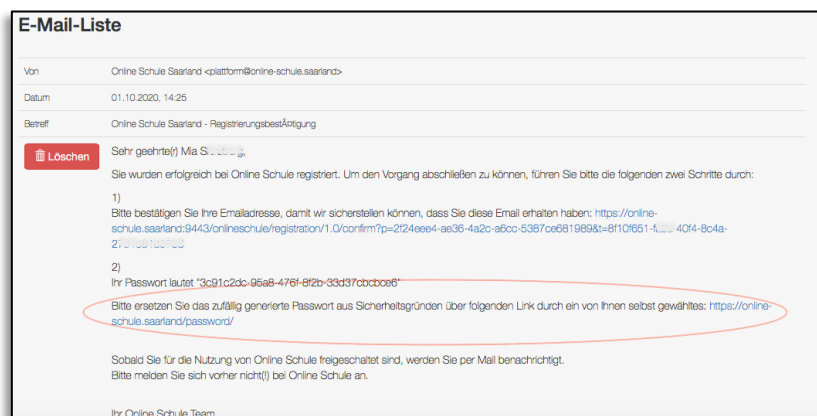 E-Mail-Liste
Von Online Schule Saarland <plattform@online-schule.saarland>
Datum 01.10.2020, 14:25
Betreff Online Schule Saarland - RegistrierungsbestÃ¤tigung
Löschen
Sehr geehrte(r) Mia
Sie wurden erfolgreich bei Online Schule registriert. Um den Vorgang abschließen zu können, führen Sie bitte die folgenden zwei Schritte durch:
1)
Bitte bestätigen Sie Ihre Emailadresse, damit wir sicherstellen können, dass Sie diese Email erhalten haben: https://online-
schule.saarland:9443/onlineschule/registration/1.0/confirm?p=2f24eee4-ae36-4a2c-a6cc-5387ce681989&t=8f10f651-
2)
Ihr Passwort lautet "3c91c2dc-95a8-476f-8f2b-33d37cbcbce6"
Bitte ersetzen Sie das zufällig generierte Passwort aus Sicherheitsgründen über folgenden Link durch ein von Ihnen selbst gewähltes: https://online-
schule.saarland/password/
Sobald Sie für die Nutzung von Online Schule freigeschaltet sind, werden Sie per Mail benachrichtigt.
Bitte melden Sie sich vorher nicht(!) bei Online Schule an.
Ihr Online Schule Team